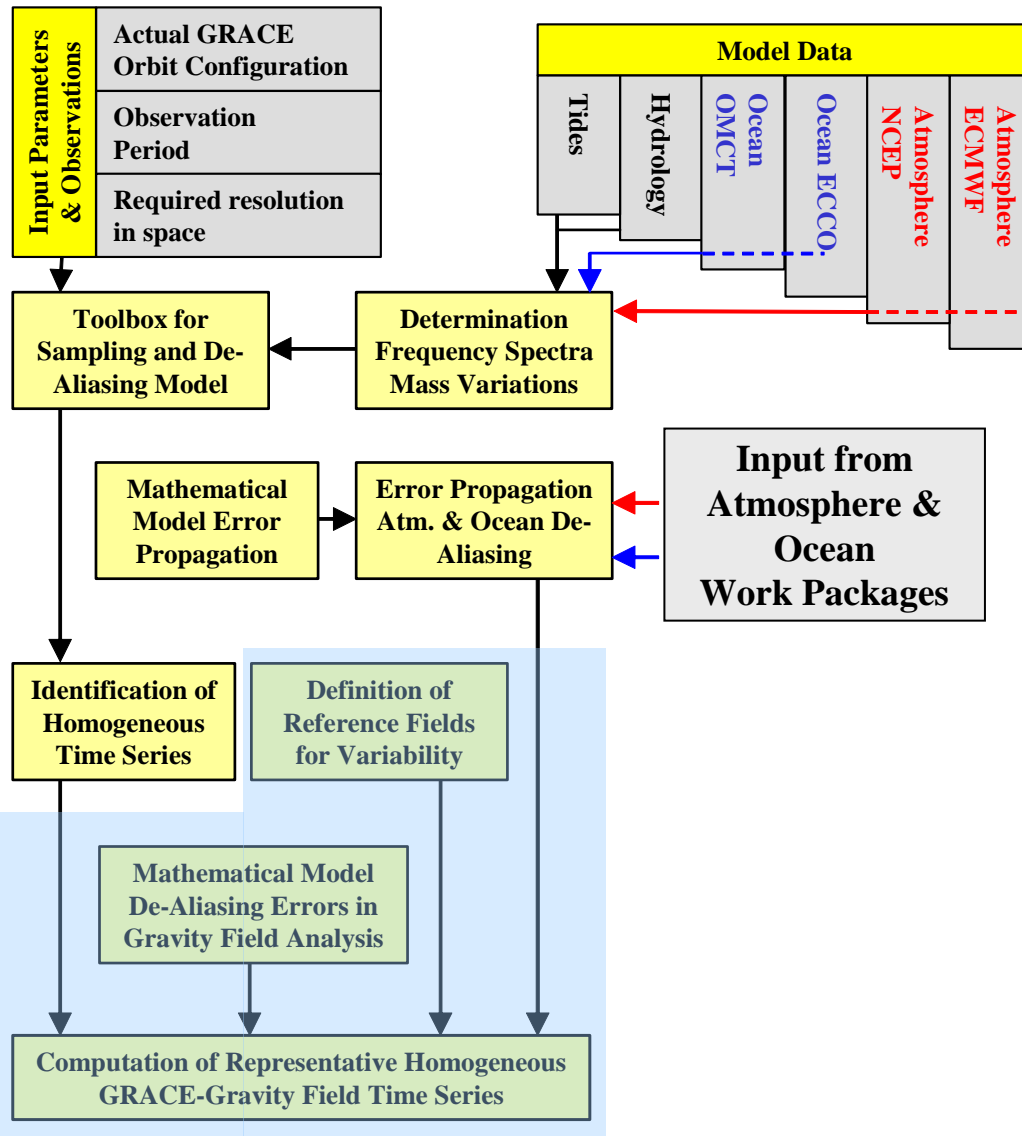 Input Parameters
& Observations
Actual GRACE
Orbit Configuration
Observation
Period
Required resolution
in space
Model Data
Tides
Hydrology
Ocean
OMCT
Ocean ECCO
Atmosphere
NCEP
Atmosphere
ECMWF
Toolbox for
Sampling and De-
Aliasing Model
Determination
Frequency Spectra
Mass Variations
Mathematical
Model Error
Propagation
Error Propagation
Atm. & Ocean De-
Aliasing
Input from
Atmosphere &
Ocean
Work Packages
Identification of
Homogeneous
Time Series
Definition of
Reference Fields
for Variability
Mathematical Model
De-Aliasing Errors in
Gravity Field Analysis
Computation of Representative Homogeneous
GRACE-Gravity Field Time Series